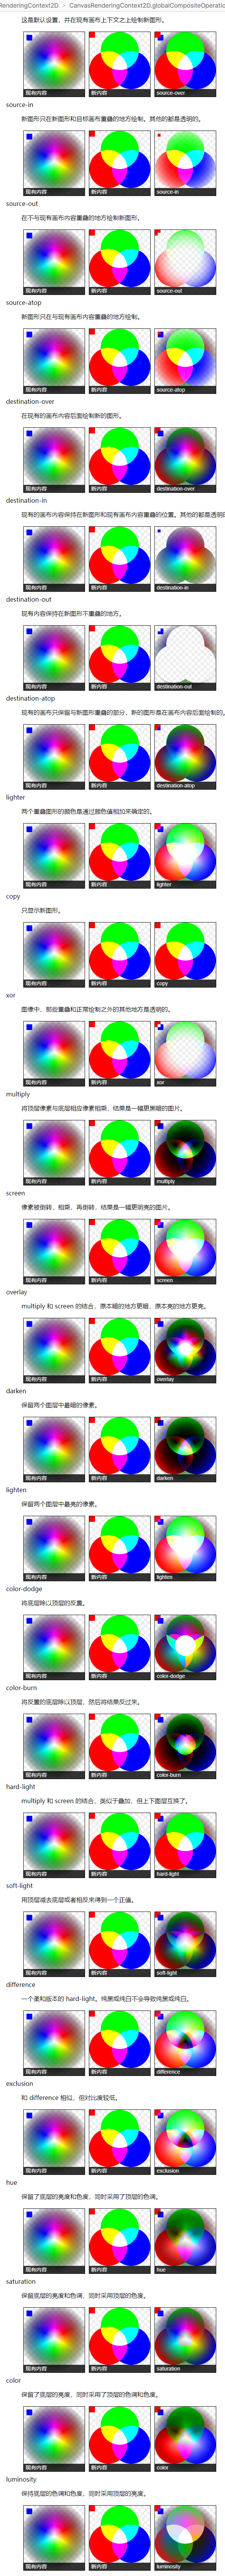 RenderingContext2D › CanvasRenderingContext2D.globalCompositeOperatio
这是默认设置，并在现有画布上下文之上绘制新图形。
现有内容 新内容 source-over
source-in
新图形只在新图形和目标画布重叠的地方绘制。其他的都是透明的。
现有内容 新内容 source-in
source-out
在不与现有画布内容重叠的地方绘制新图形。
现有内容 新内容 source-out
source-atop
新图形只在与现有画布内容重叠的地方绘制。
现有内容 新内容 source-atop
destination-over
在现有的画布内容后面绘制新的图形。
现有内容 新内容 destination-over
destination-in
现有的画布内容保持在新图形和现有画布内容重叠的位置。其他的都是透明的
现有内容 新内容 destination-in
destination-out
现有内容保持在新图形不重叠的地方。
现有内容 新内容 destination-out
destination-atop
现有的画布只保留与新图形重叠的部分，新的图形是在画布内容后面绘制的。
现有内容 新内容 destination-atop
lighter
两个重叠图形的颜色是通过颜色值相加来确定的。
现有内容 新内容 lighter
copy
只显示新图形。
现有内容 新内容 copy
xor
图像中，那些重叠和正常绘制之外的其他地方是透明的。
现有内容 新内容 xor
multiply
将顶层像素与底层相应像素相乘，结果是一幅更黑暗的图片。
现有内容 新内容 multiply
screen
像素被倒转，相乘，再倒转，结果是一幅更明亮的图片。
现有内容 新内容 screen
overlay
multiply 和 screen 的结合，原本暗的地方更暗，原本亮的地方更亮。
现有内容 新内容 overlay
darken
保留两个图层中最暗的像素。
现有内容 新内容 darken
lighten
保留两个图层中最亮的像素。
现有内容 新内容 lighten
color-dodge
将底层除以顶层的反置。
现有内容 新内容 color-dodge
color-burn
将反置的底层除以顶层，然后将结果反过来。
现有内容 新内容 color-burn
hard-light
multiply 和 screen 的结合，类似于叠加，但上下图层互换了。
现有内容 新内容 hard-light
soft-light
用顶层减去底层或者相反来得到一个正值。
现有内容 新内容 soft-light
difference
一个柔和版本的 hard-light。纯黑或纯白不会导致纯黑或纯白。
现有内容 新内容 difference
exclusion
和 difference 相似，但对比度较低。
现有内容 新内容 exclusion
hue
保留了底层的亮度和色度，同时采用了顶层的色调。
现有内容 新内容 hue
saturation
保留底层的亮度和色调，同时采用顶层的色度。
现有内容 新内容 saturation
color
保留了底层的亮度，同时采用了顶层的色调和色度。
现有内容 新内容 color
luminosity
保持底层的色调和色度，同时采用顶层的亮度。
现有内容 新内容 luminosity